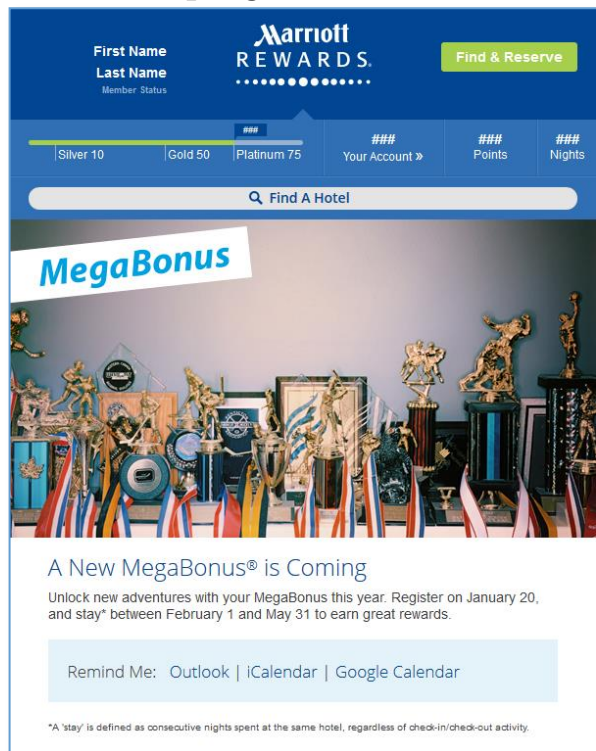 First Name
Last Name
Member Status
Marriott
REWARDS.
Find & Reserve
###
Silver 10
Gold 50
Platinum 75
###
Your Account »
###
Points
###
Nights
Find A Hotel
MegaBonus
A New MegaBonus® is Coming
Unlock new adventures with your MegaBonus this year. Register on January 20,
and stay* between February 1 and May 31 to earn great rewards.
Remind Me: Outlook | iCalendar | Google Calendar
*A 'stay' is defined as consecutive nights spent at the same hotel, regardless of check-in/check-out activity.